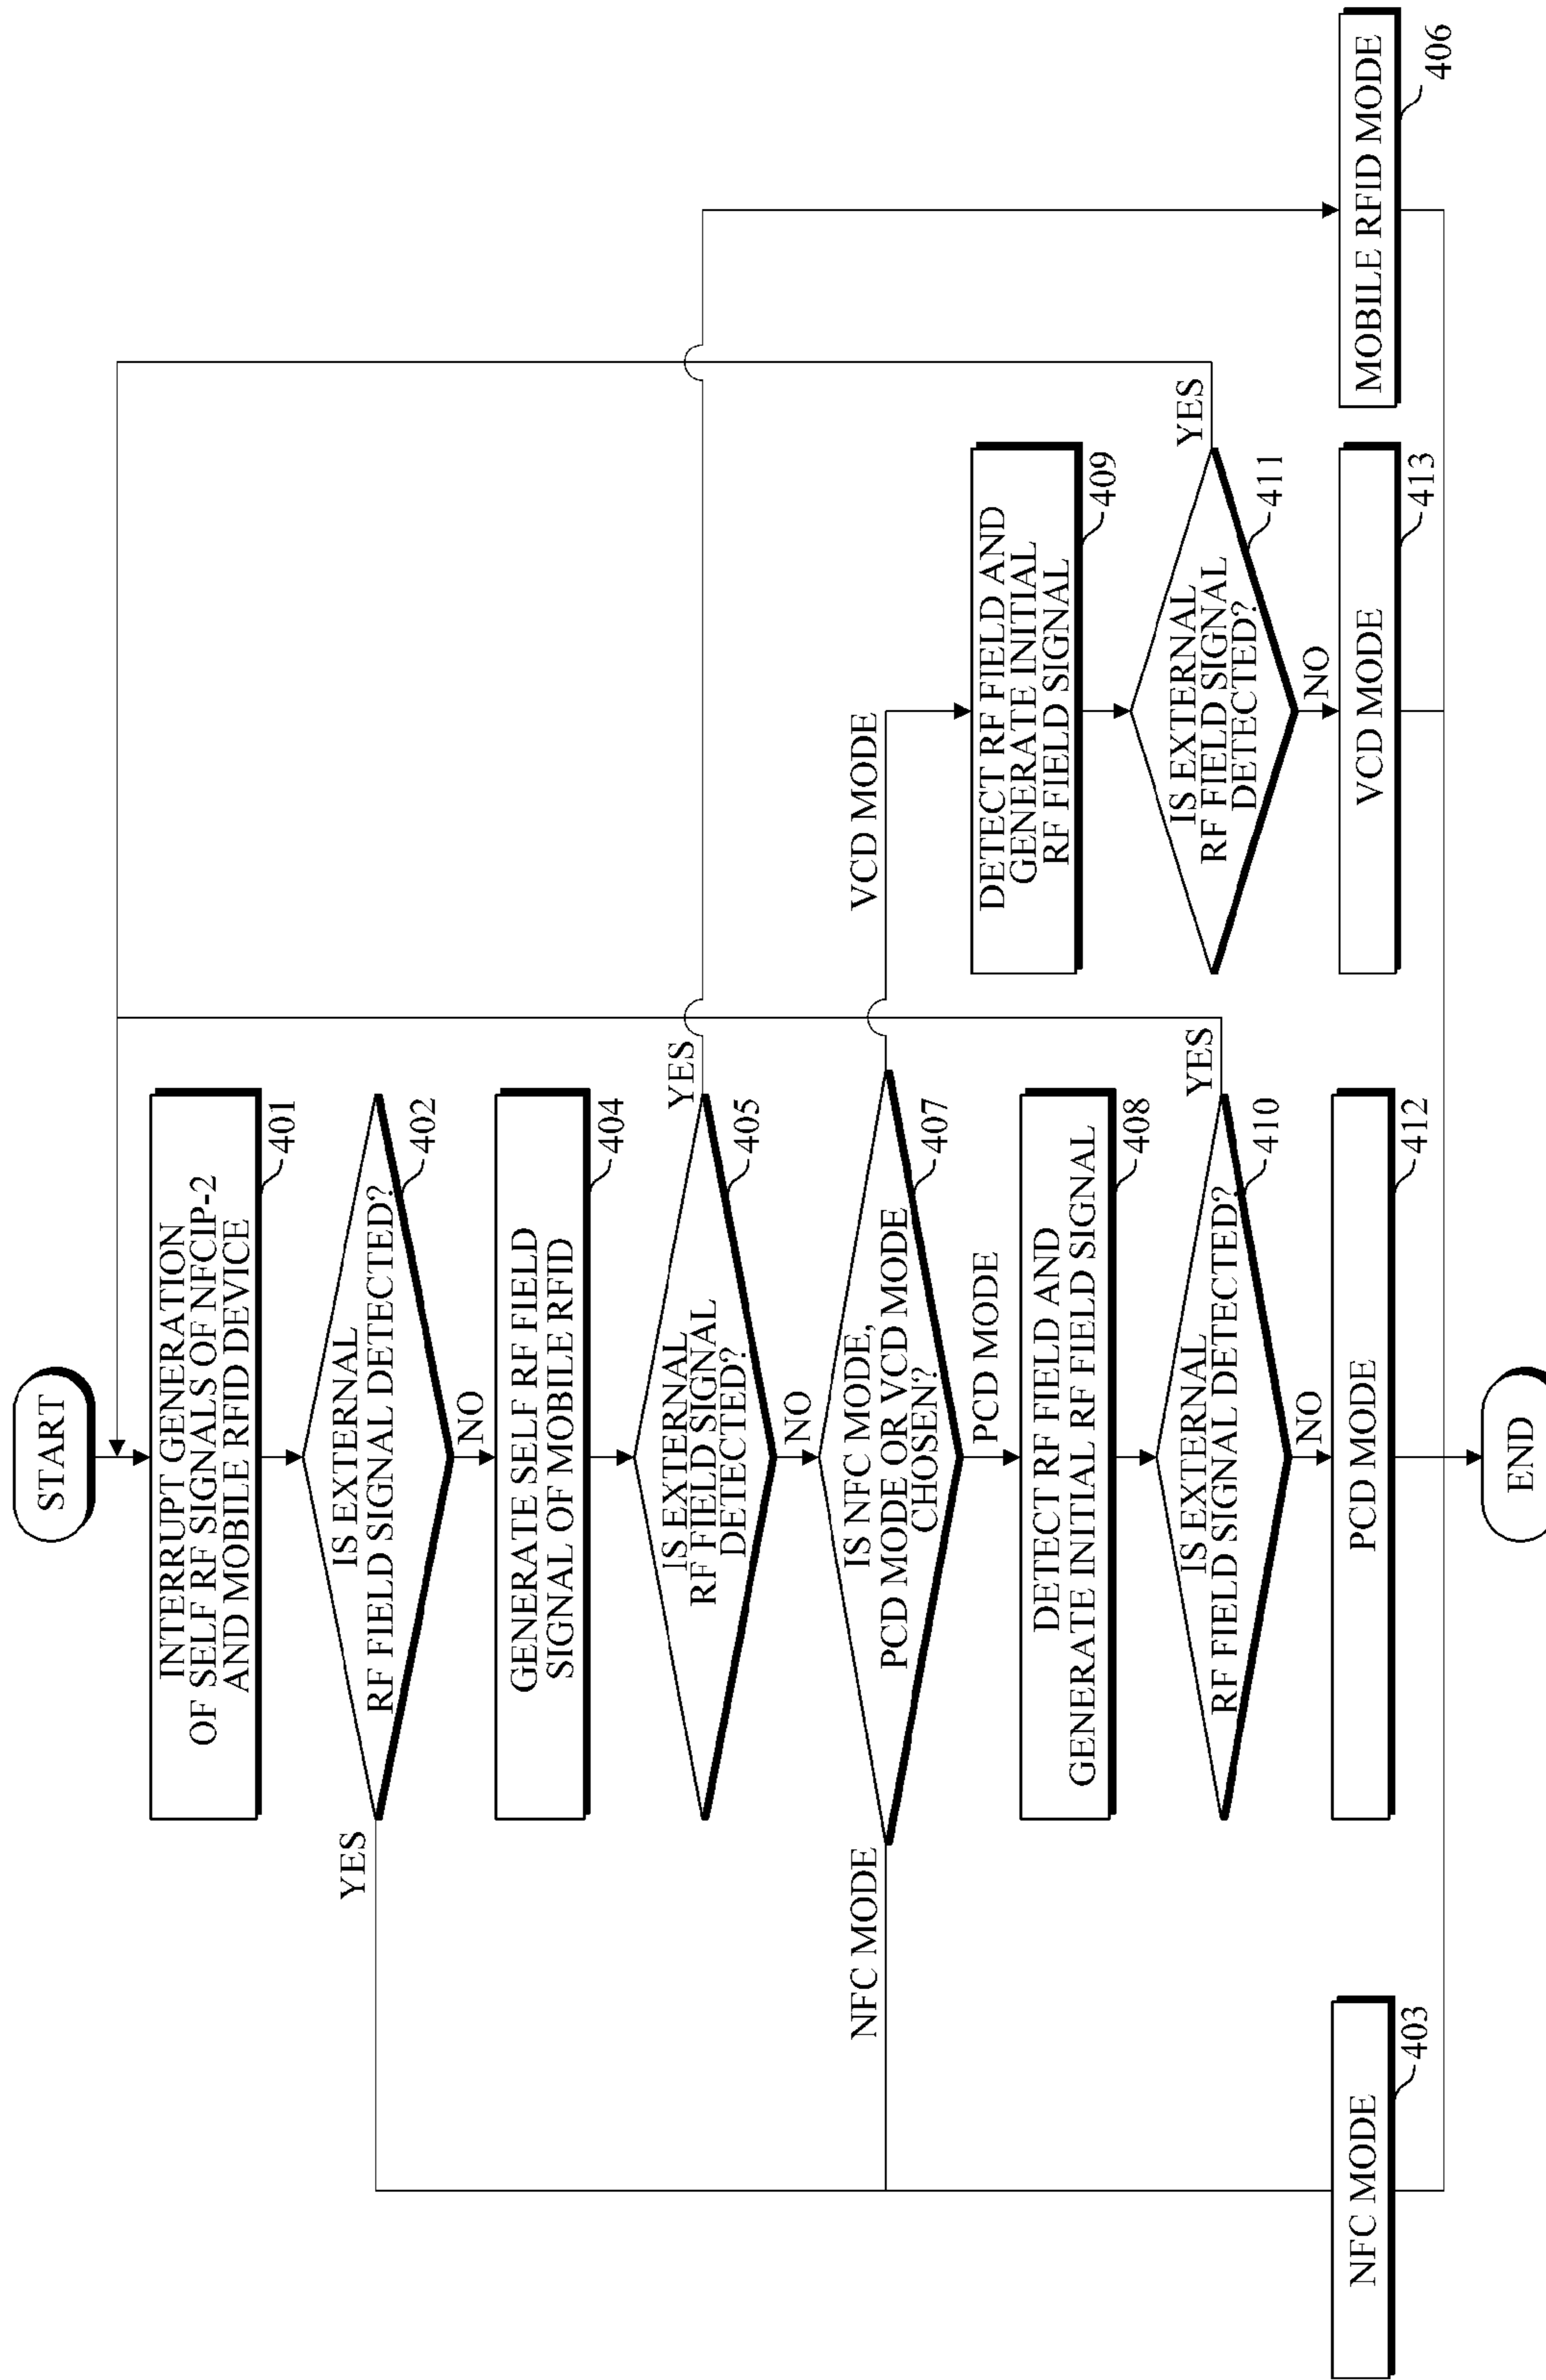 START
INTERRUPT GENERATION
OF SELF RF SIGNALS OF NFCIP-2
AND MOBILE RFID DEVICE
401
IS EXTERNAL
RF FIELD SIGNAL DETECTED?
402
YES
NO
GENERATE SELF RF FIELD
SIGNAL OF MOBILE RFID
404
IS EXTERNAL
RF FIELD SIGNAL
DETECTED?
405
YES
NO
IS NFC MODE,
PCD MODE OR VCD MODE
CHOSEN?
407
NFC MODE
VCD MODE
PCD MODE
DETECT RF FIELD AND
GENERATE INITIAL RF FIELD SIGNAL
408
DETECT RF FIELD AND
GENERATE INITIAL
RF FIELD SIGNAL
409
IS EXTERNAL
RF FIELD SIGNAL DETECTED?
410
YES
NO
IS EXTERNAL
RF FIELD SIGNAL
DETECTED?
411
YES
NO
NFC MODE
403
PCD MODE
412
VCD MODE
413
MOBILE RFID MODE
406
END